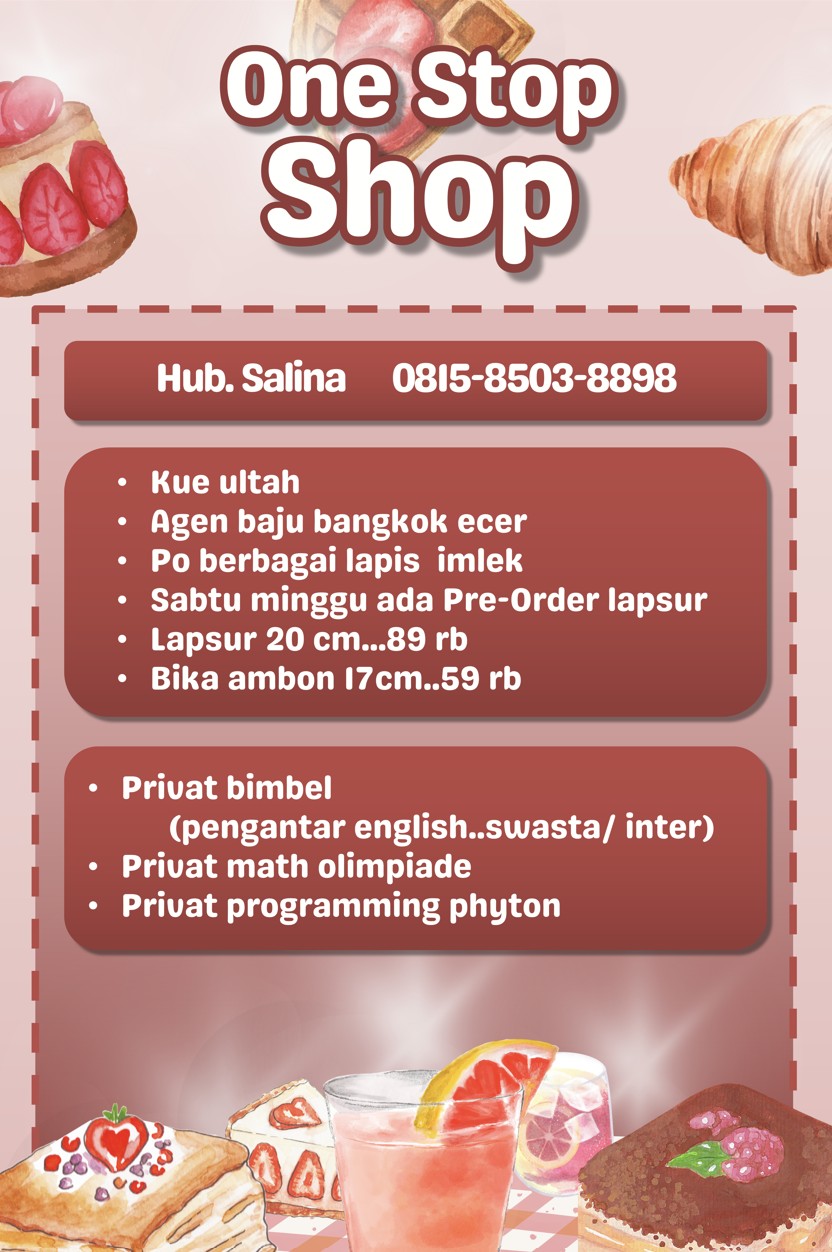 One Stop
Shop
Hub. Salina 0815-8503-8898
• Kue ultah
• Agen baju bangkok ecer
• Po berbagai lapis imlek
• Sabtu minggu ada Pre-Order lapsur
• Lapsur 20 cm...89 rb
• Bika ambon 17cm..59 rb
• Privat bimbel
(pengantar english..swasta/ inter)
• Privat math olimpiade
• Privat programming phyton